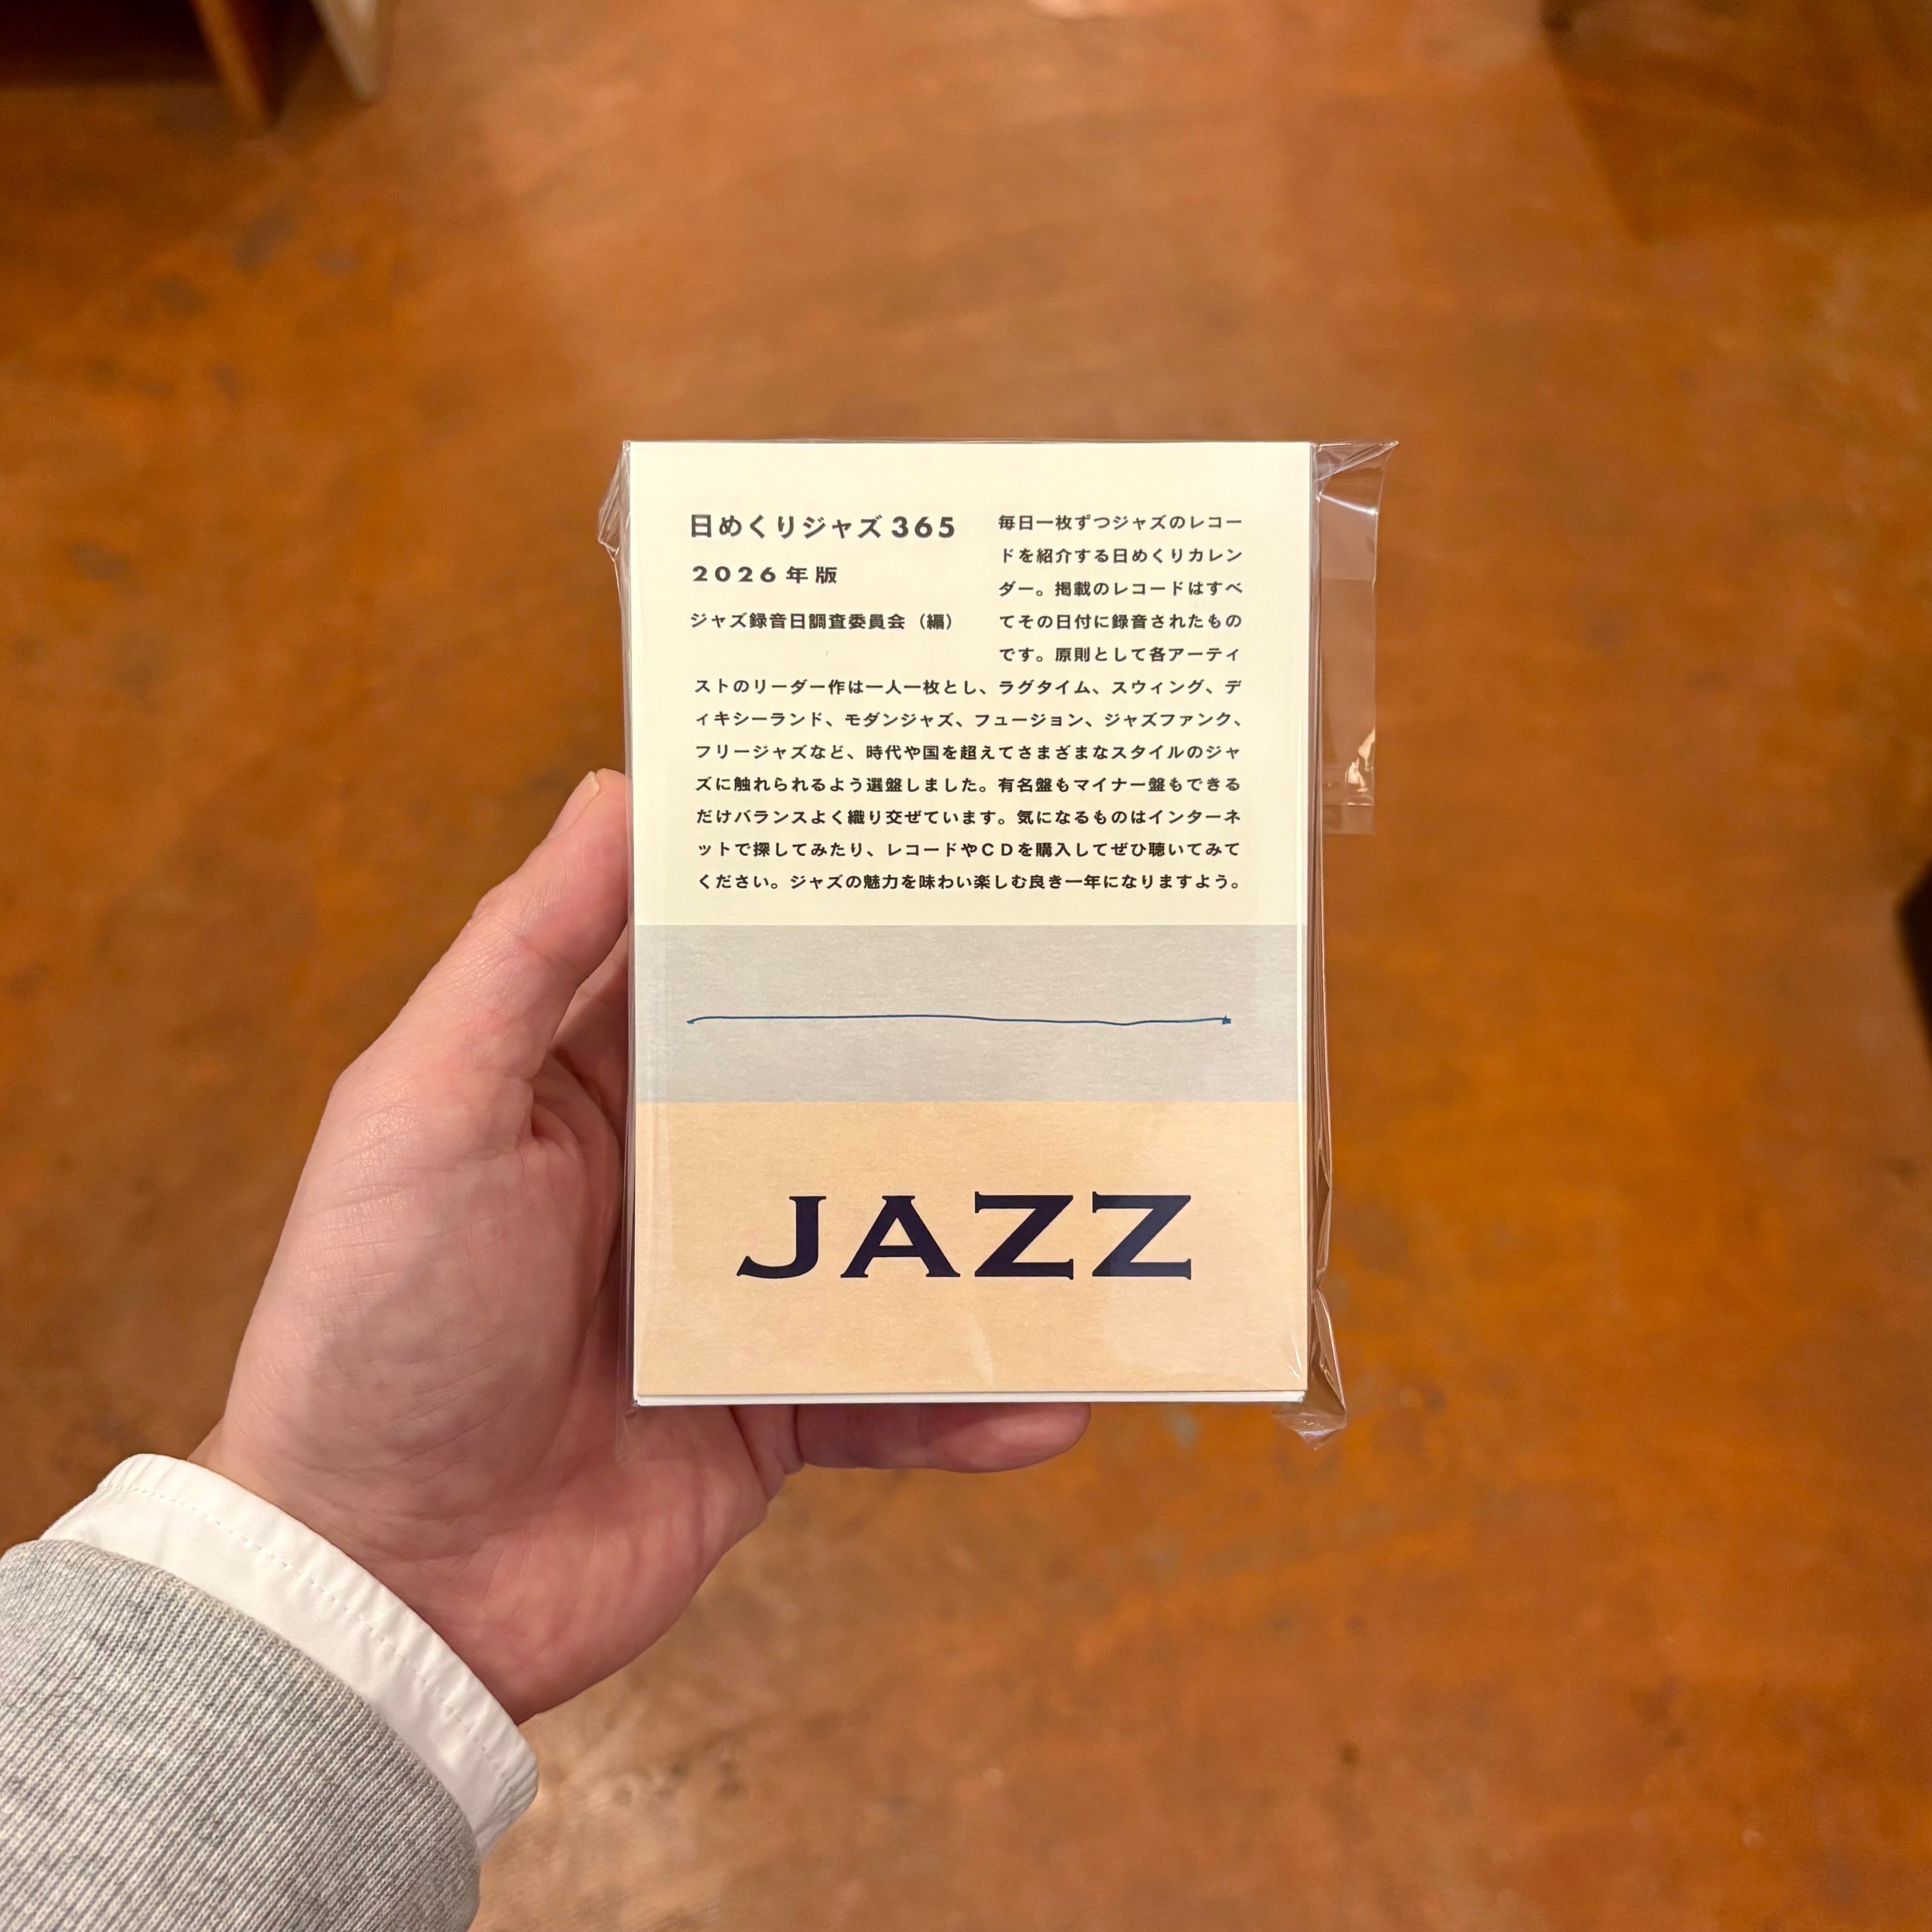 日めくりジャズ365
2026年版
ジャズ録音日調査委員会（編）
毎日一枚ずつジャズのレコー
ドを紹介する日めくりカレン
ダー。掲載のレコードはすべ
てその日付に録音されたもの
です。原則として各アーティ
ストのリーダー作は一人一枚とし、ラグタイム、スウィング、デ
ィキシーランド、モダンジャズ、フュージョン、ジャズファンク、
フリージャズなど、時代や国を超えてさまざまなスタイルのジャ
ズに触れられるよう選盤しました。有名盤もマイナー盤もできる
だけバランスよく織り交ぜています。気になるものはインターネ
ットで探してみたり、レコードやCDを購入してぜひ聴いてみて
ください。ジャズの魅力を味わい楽しむ良き一年になりますよう。
JAZZ